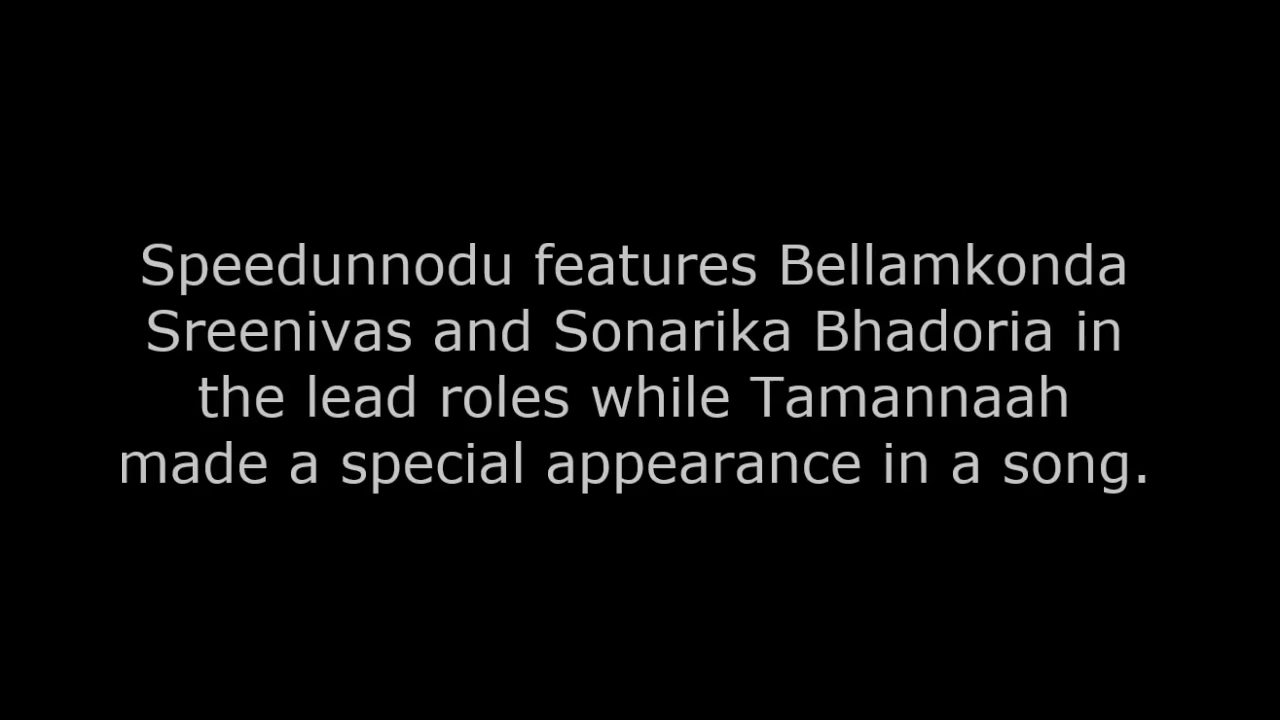 Speedunnodu features Bellamkonda
Sreenivas and Sonarika Bhadoria in
the lead roles while Tamannaah
made a special appearance in a song.